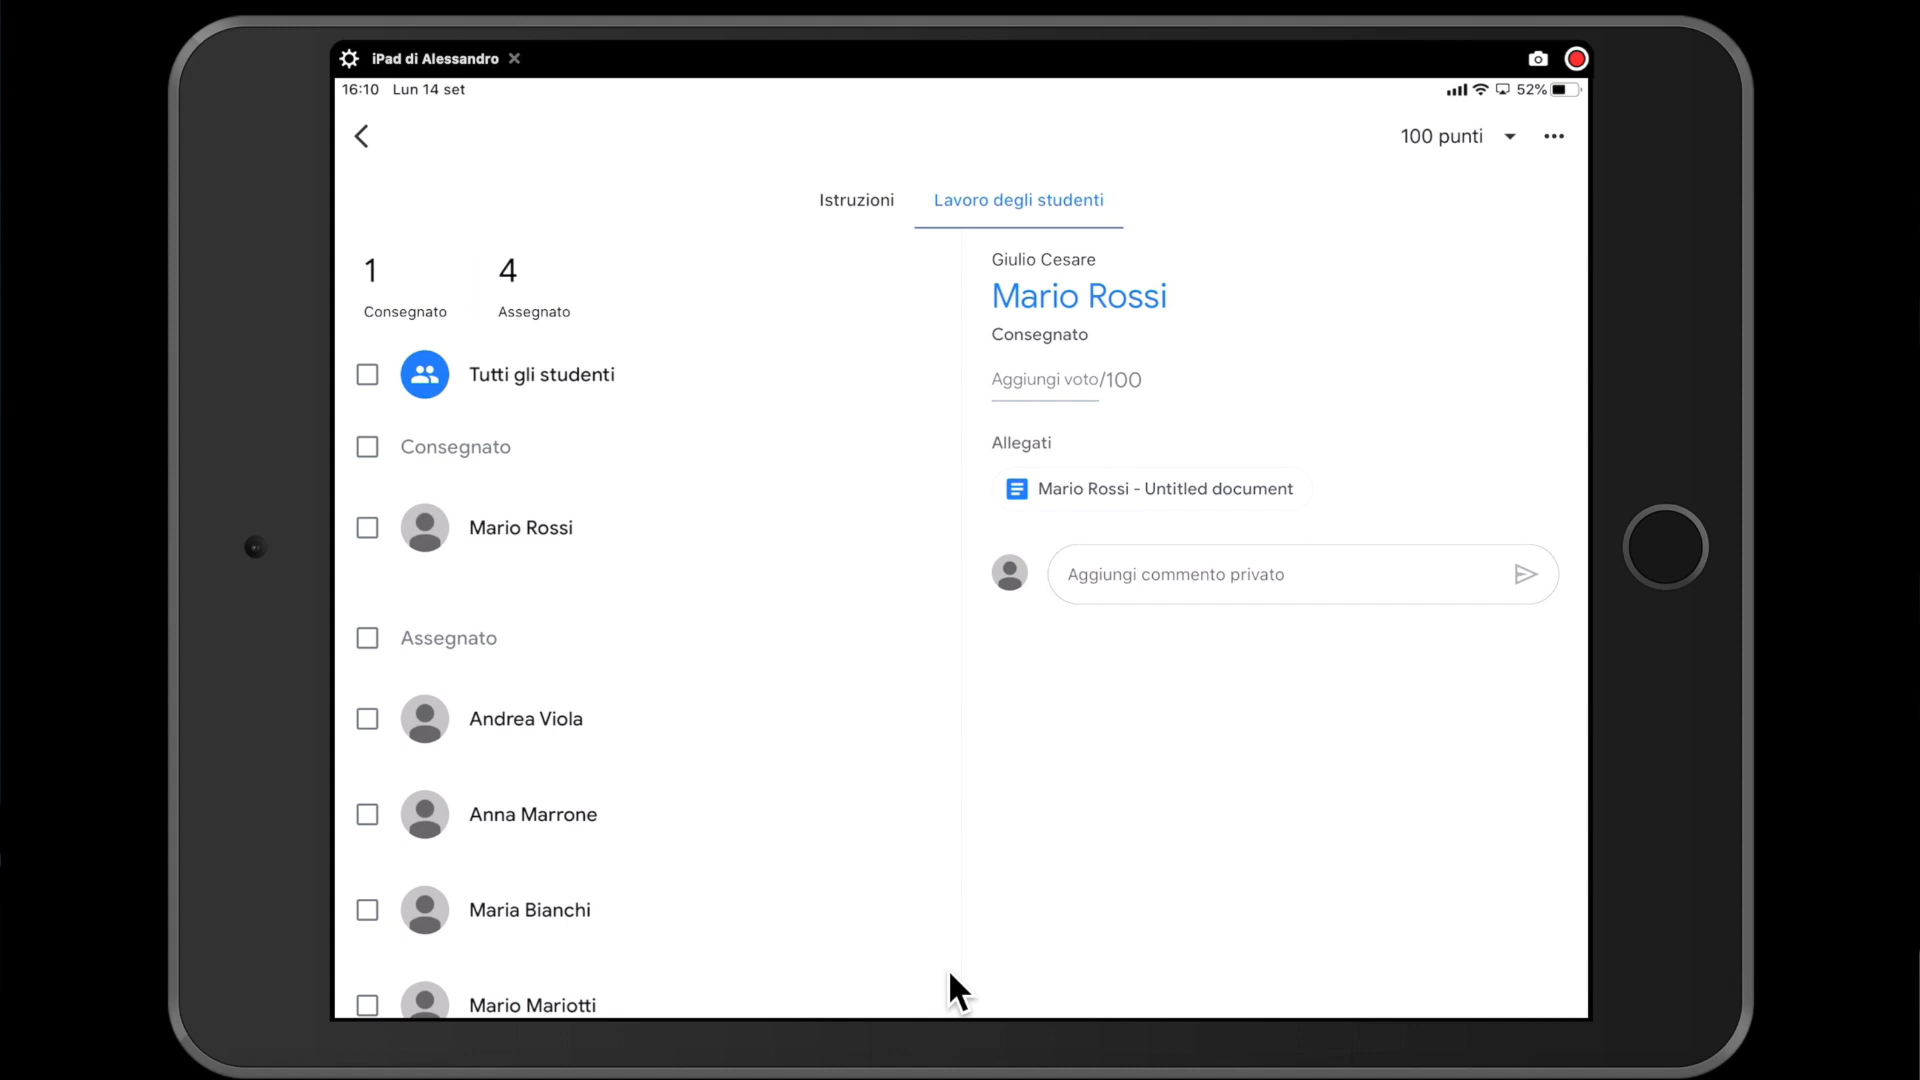 iPad di Alessandro
16:10 Lun 14 set
52%
100 punti
Istruzioni
Lavoro degli studenti
1
Consegnato
4
Assegnato
Tutti gli studenti
Consegnato
Mario Rossi
Assegnato
Andrea Viola
Anna Marrone
Maria Bianchi
Mario Mariotti
Giulio Cesare
Mario Rossi
Consegnato
Aggiungi voto/100
Allegati
Mario Rossi - Untitled document
Aggiungi commento privato